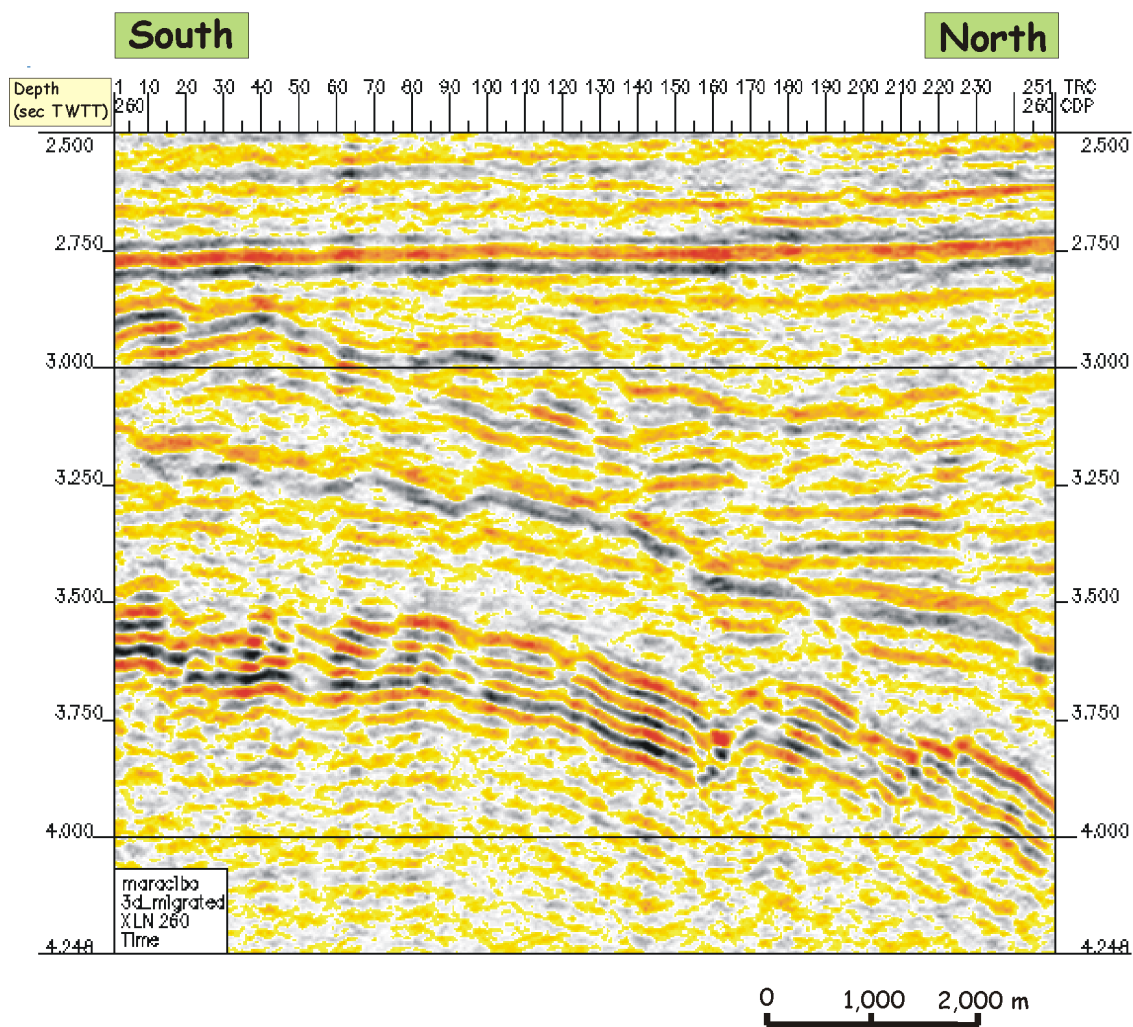 South North
Depth
(sec TWTT)
1 10 20 30 40 50 60 70 80 90 100 110 120 130 140 150 160 170 180 190 200 210 220 230 251 TRC
260 260 CDP
2.500 2.500
2.750 2.750
3.000 3.000
3.250 3.250
3.500 3.500
3.750 3.750
4.000 4.000
maraciba
3d_migrated
XLN 260
Time
4.248 4.248
0 1,000 2,000 m